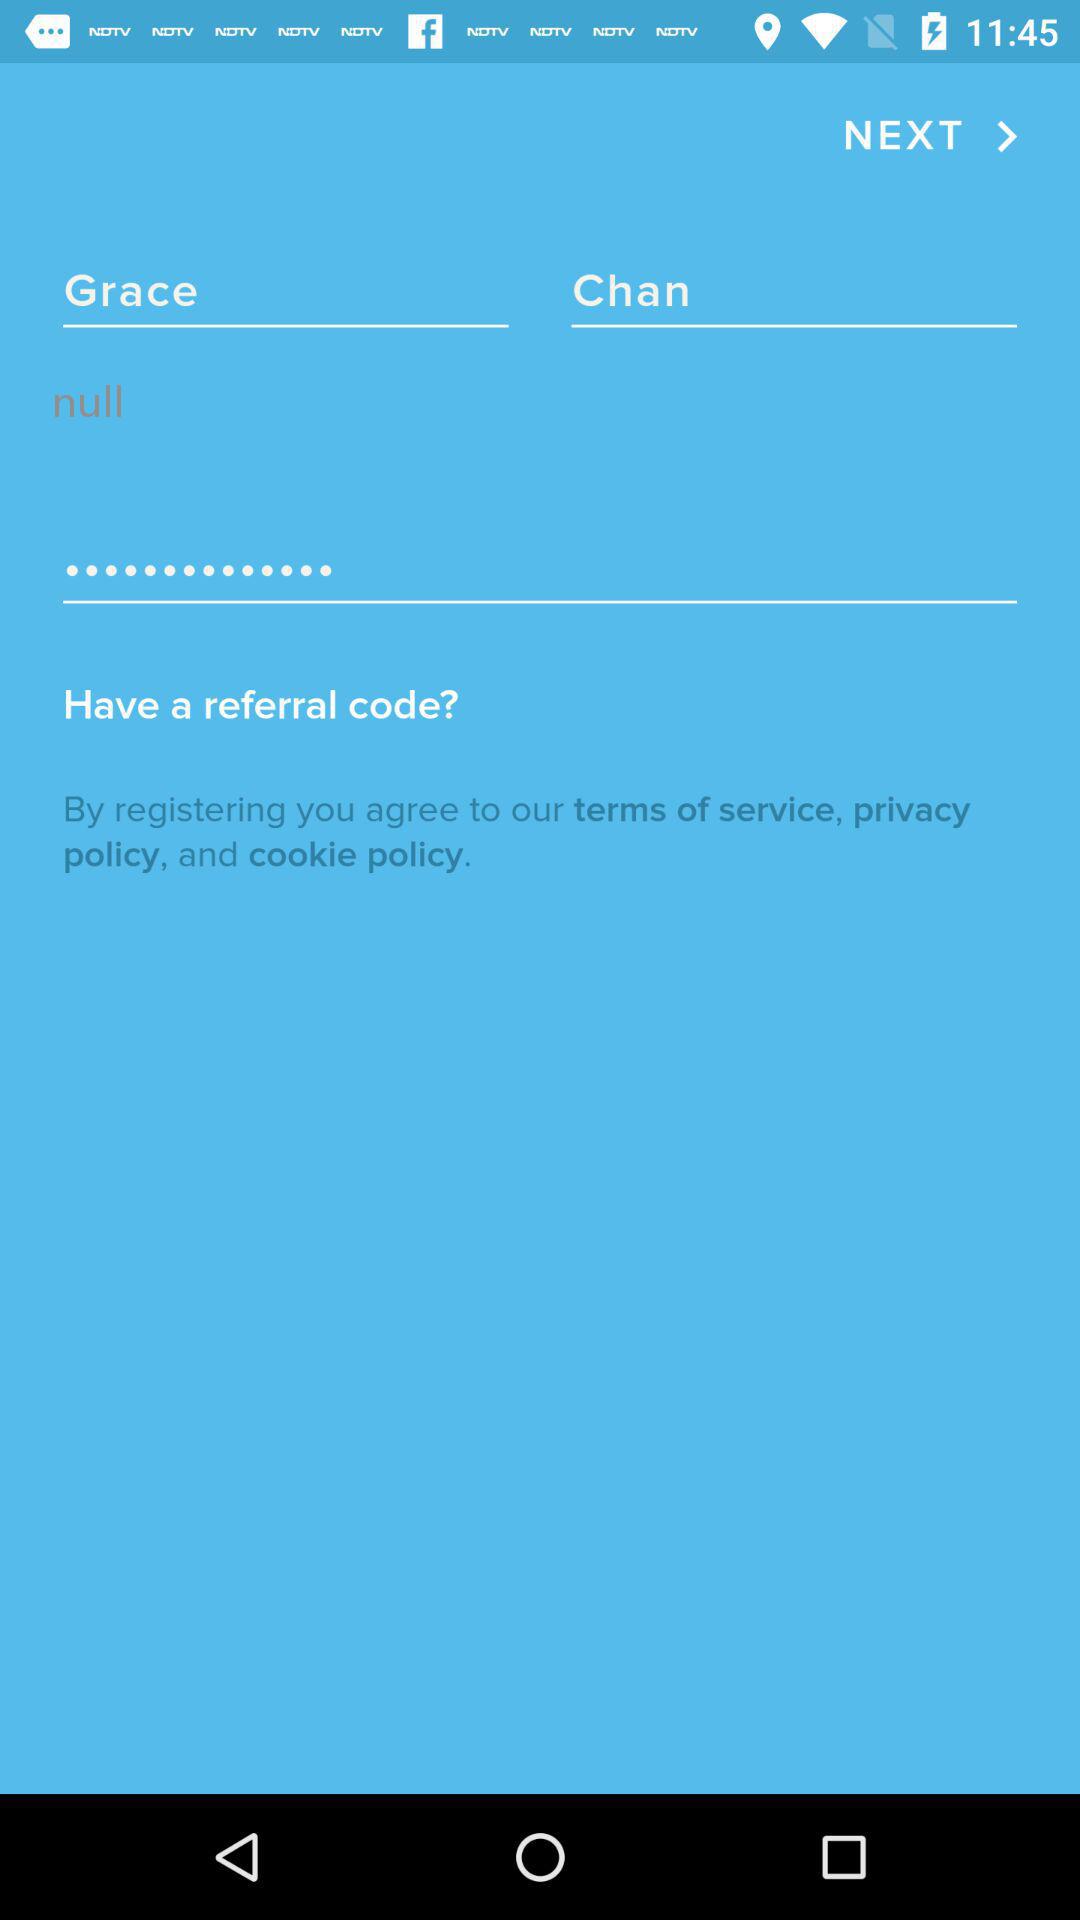 NDTV NDTV NDTV NDTV NDTV f NDTV NDTV NDTV NDTV 11:45
NEXT
Grace Chan
null
••••••••••••••
Have a referral code?
By registering you agree to our terms of service, privacy
policy, and cookie policy.